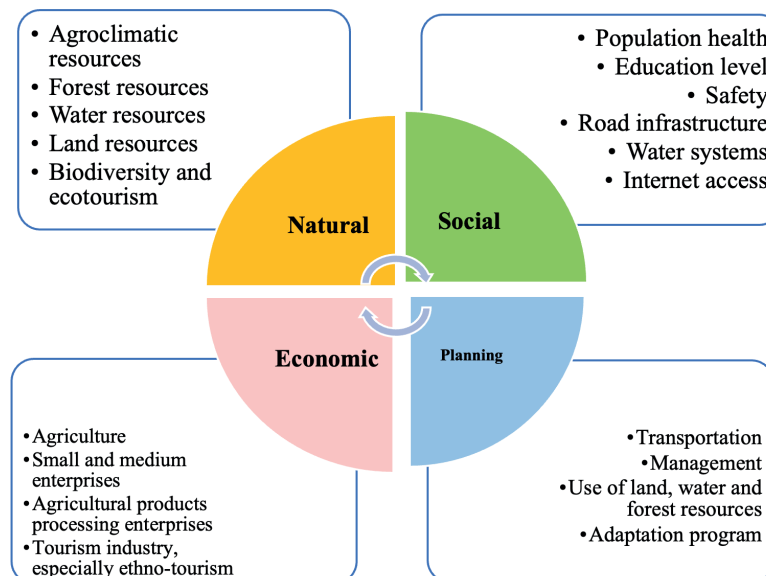 • Agroclimatic
resources
• Forest resources
• Water resources
• Land resources
• Biodiversity and
ecotourism
• Population health
• Education level
• Safety
• Road infrastructure
• Water systems
• Internet access
Natural
Social
Economic
Planning
•Agriculture
•Small and medium
enterprises
•Agricultural products
processing enterprises
•Tourism industry,
especially ethno-tourism
•Transportation
•Management
•Use of land, water and
forest resources
•Adaptation program